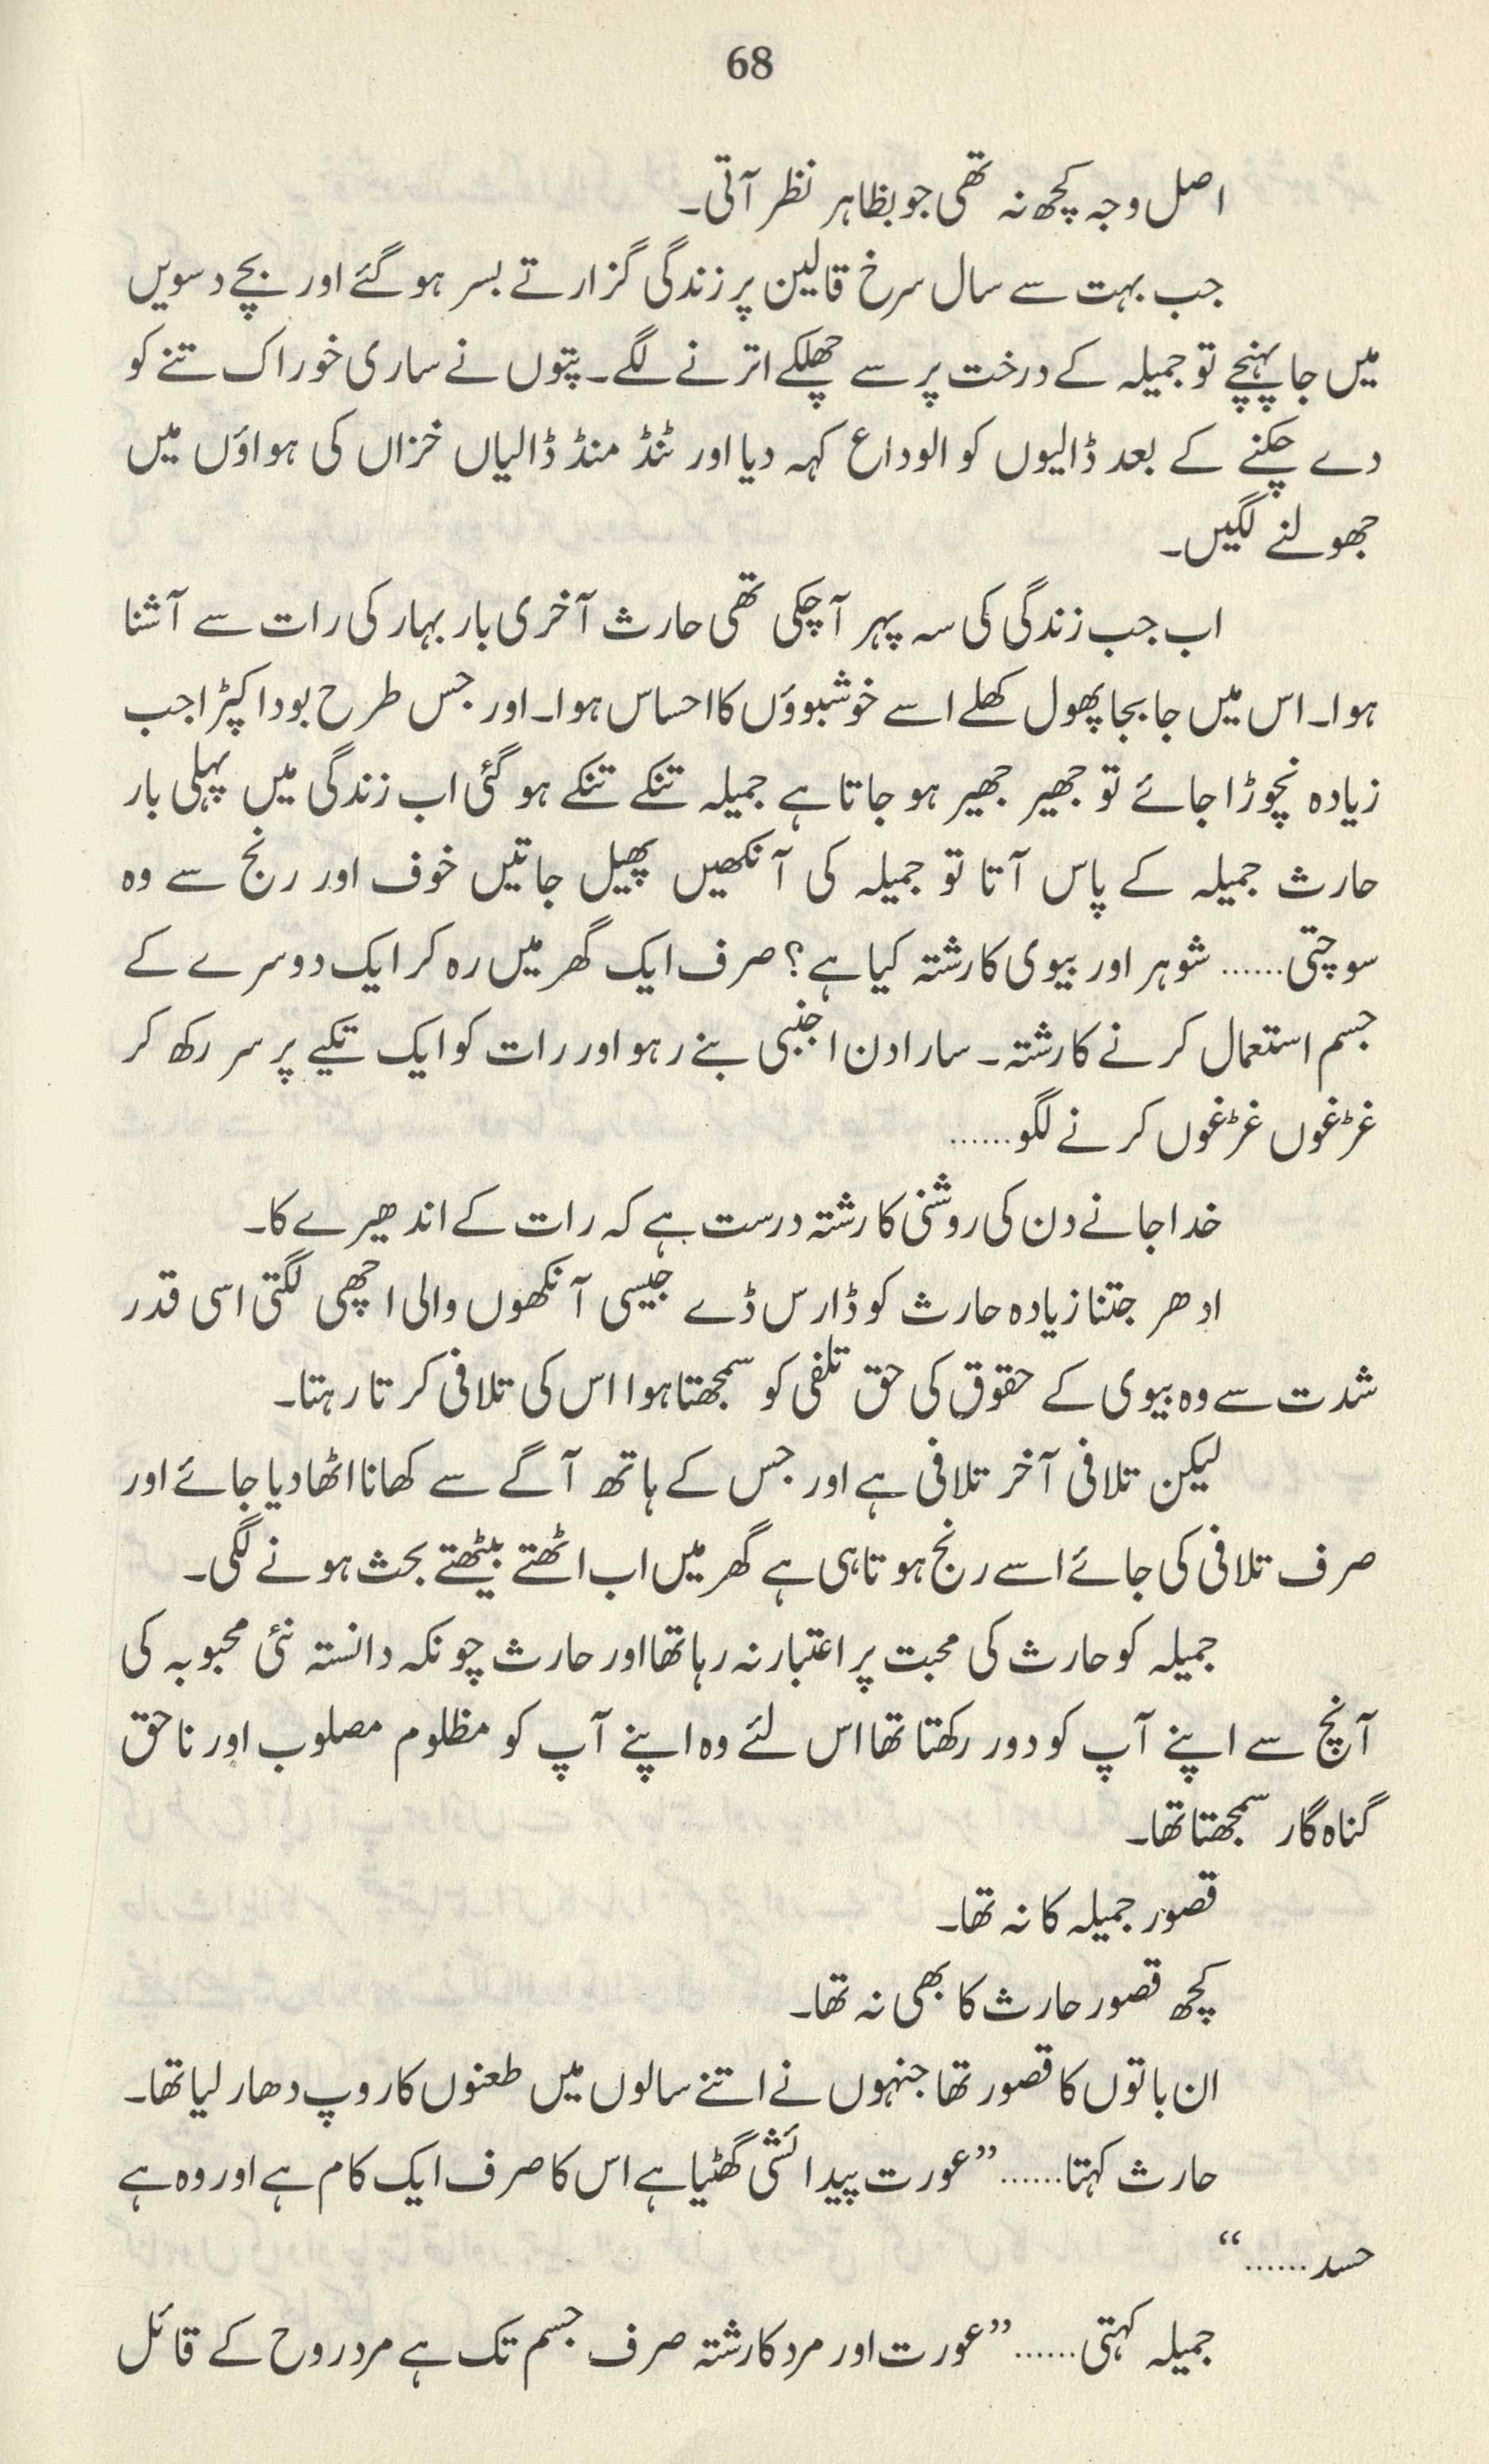 68
اصل وجہ کچھ نہ تھی جو بظاہر نظر آتی۔
جب بہت سے سال سرخ قالین پر زندگی گزارتے بسر ہو گئے اور بچے دسویں
میں جا پہنچے تو جمیلہ کے درخت پر سے چھلکے اترنے لگے۔ پتوں نے ساری خوراک تنے کو
دے چکنے کے بعد ڈالیوں کو الوداع کہہ دیا اور ٹنڈ منڈ ڈالیاں خزاں کی ہواؤں میں
جھولنے لگیں۔
اب جب زندگی کی سہ پہر آ چکی تھی حارث آخری بار بہار کی رات سے آشنا
ہوا۔ اس میں جابجا پھول کھلے اسے خوشبوؤں کا احساس ہوا۔ اور جس طرح بودا کپڑا جب
زیادہ نچوڑا جائے تو جھیر جھیر ہو جاتا ہے جمیلہ تنکے تنکے ہو گئی اب زندگی میں پہلی بار
حارث جمیلہ کے پاس آتا تو جمیلہ کی آنکھیں پھیل جاتیں خوف اور رنج سے وہ
سوچتی...... شوہر اور بیوی کا رشتہ کیا ہے؟ صرف ایک گھر میں رہ کر ایک دوسرے کے
جسم استعمال کرنے کا رشتہ۔ سارا دن اجنبی بنے رہو اور رات کو ایک تکیے پر سر رکھ کر
غڑغوں غڑغوں کرنے لگو......
خدا جانے دن کی روشنی کا رشتہ درست ہے کہ رات کے اندھیرے کا۔
ادھر جتنا زیادہ حارث کو ڈارس ڈے جیسی آنکھوں والی اچھی لگتی اسی قدر
شدت سے وہ بیوی کے حقوق کی حق تلفی کو سمجھتا ہوا اس کی تلافی کرتا رہتا۔
لیکن تلافی آخر تلافی ہے اور جس کے ہاتھ آگے سے کھانا اٹھا دیا جائے اور
صرف تلافی کی جائے اسے رنج ہوتا ہی ہے گھر میں اب اٹھتے بیٹھتے بحث ہونے لگی۔
جمیلہ کو حارث کی محبت پر اعتبار نہ رہا تھا اور حارث چونکہ دانستہ نئی محبوبہ کی
آنچ سے اپنے آپ کو دور رکھتا تھا اس لئے وہ اپنے آپ کو مظلوم مصلوب اور ناحق
گناہ گار سمجھتا تھا۔
قصور جمیلہ کا نہ تھا۔
کچھ قصور حارث کا بھی نہ تھا۔
ان باتوں کا قصور تھا جنہوں نے اتنے سالوں میں طعنوں کا روپ دھار لیا تھا۔
حارث کہتا...... ”عورت پیدائشی گھٹیا ہے اس کا صرف ایک کام ہے اور وہ ہے
حسد......“
جمیلہ کہتی...... ”عورت اور مرد کا رشتہ صرف جسم تک ہے مرد روح کے قائل